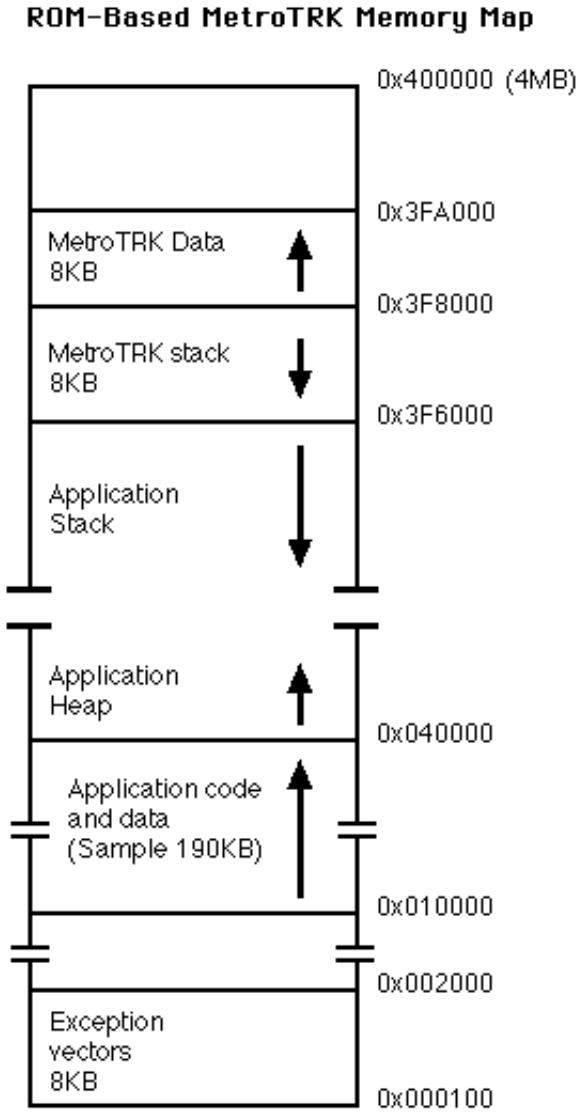 ROM-Based MetroTRK Memory Map
0x400000 (4MB)
0x3FA000
MetroTRK Data
8KB
0x3F8000
MetroTRK stack
8KB
0x3F6000
Application
Stack
Application
Heap
0x040000
Application code
and data
(Sample 190KB)
0x010000
0x002000
Exception
vectors
8KB
0x000100